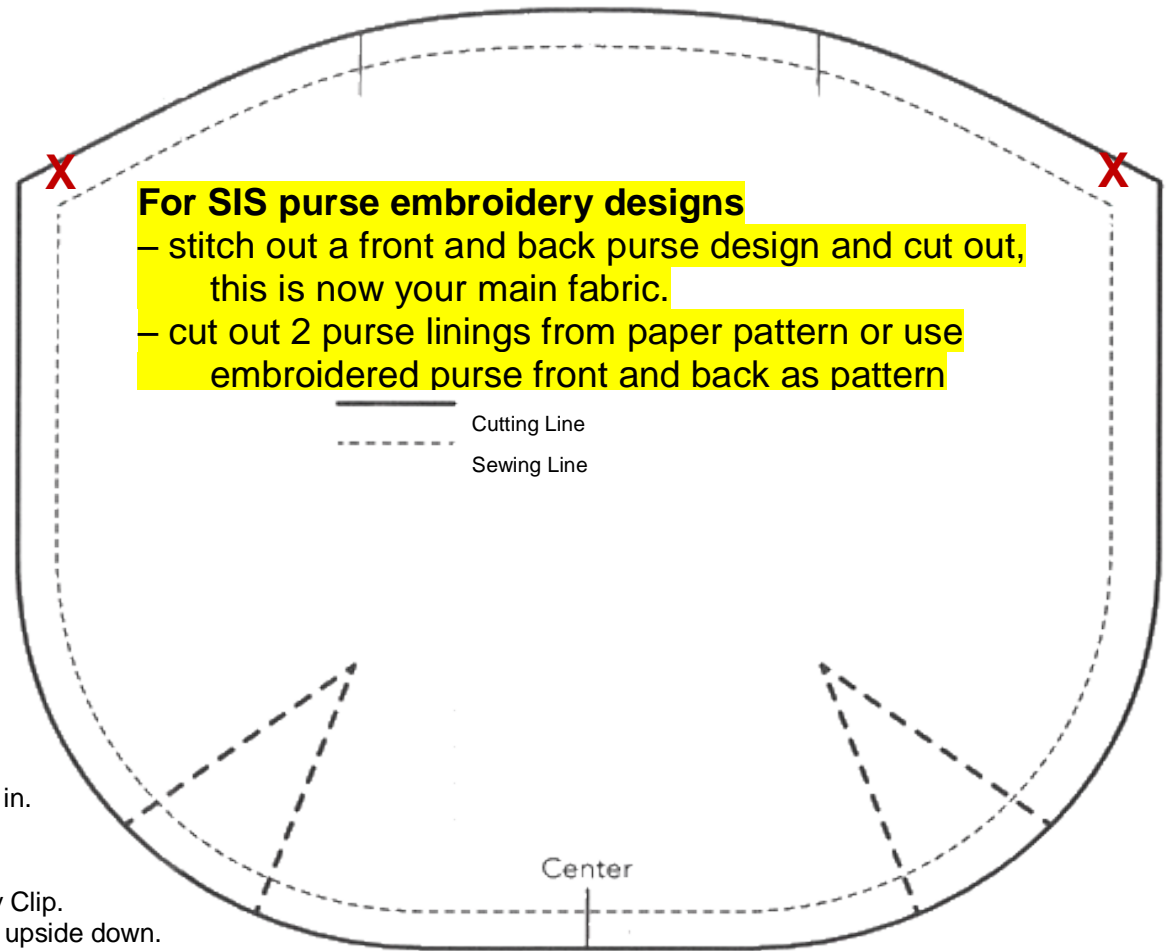 X X
For SIS purse embroidery designs
– stitch out a front and back purse design and cut out,
this is now your main fabric.
– cut out 2 purse linings from paper pattern or use
embroidered purse front and back as pattern
Cutting Line
Sewing Line
in.
Center
Clip.
upside down.